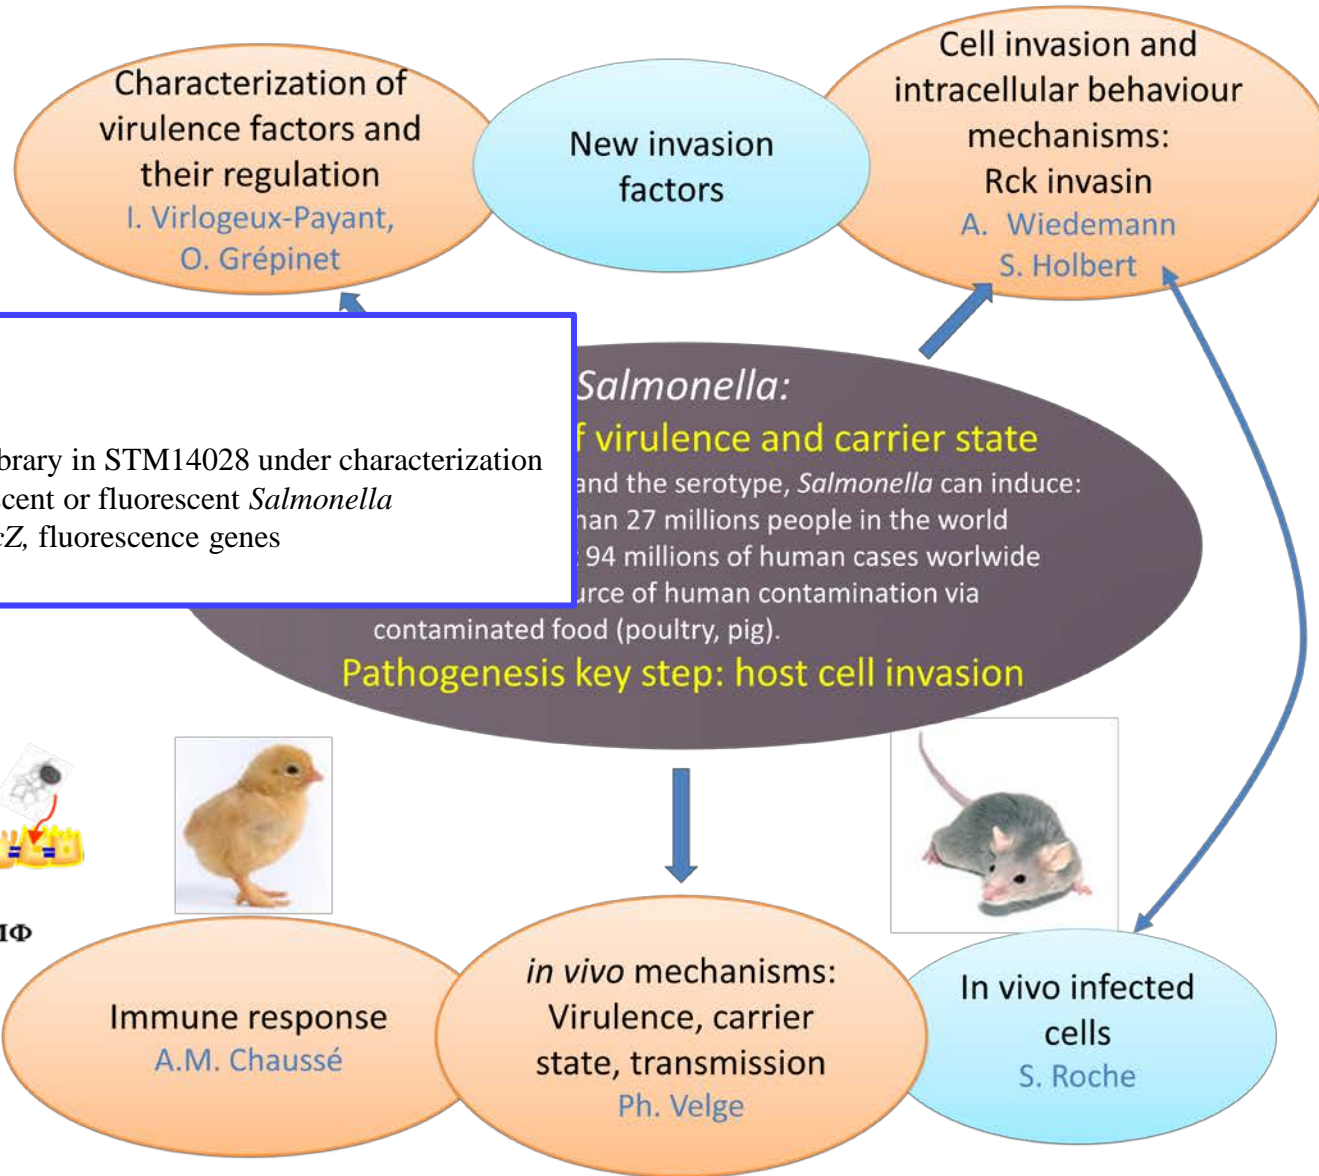 Characterization of
virulence factors and
their regulation
I. Virlogeux-Payant,
O. Grépinet
New invasion
factors
Cell invasion and
intracellular behaviour
mechanisms:
Rck invasin
A. Wiedemann
S. Holbert
in STM14028 under characterization
or fluorescent Salmonella
fluorescence genes
Salmonella:
virulence and carrier state
and the serotype, Salmonella can induce:
27 millions people in the world
94 millions of human cases worlwide
of human contamination via
contaminated food (poultry, pig).
Pathogenesis key step: host cell invasion
Immune response
A.M. Chaussé
in vivo mechanisms:
Virulence, carrier
state, transmission
Ph. Velge
In vivo infected
cells
S. Roche